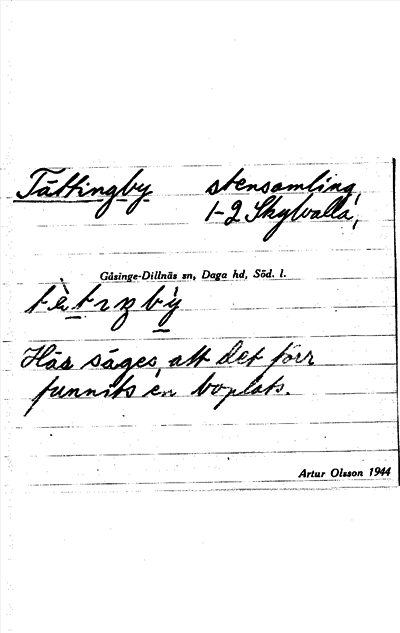 Tättingby stensamling,
1-2 Skyvalla,
Gåsinge-Dillnäs sn, Daga hd, Söd. l.
Här säges, att det förr
funnits en boplats.
Artur Olsson 1944